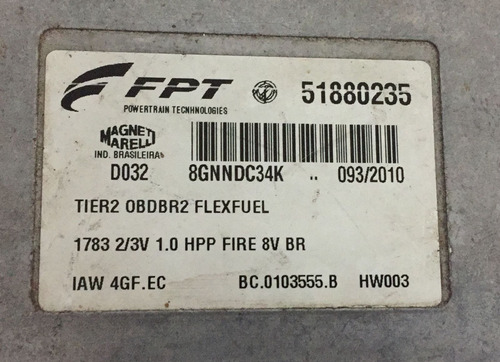 FPT 51880235
POWERTRAIN TECNHNOLOGIES
MAGNETI
MARELLI
IND. BRASILEIRA
D032 8GNNDC34K .. 093/2010
TIER2 OBDBR2 FLEXFUEL
1783 2/3V 1.0 HPP FIRE 8V BR
IAW 4GF.EC BC.0103555.B HW003